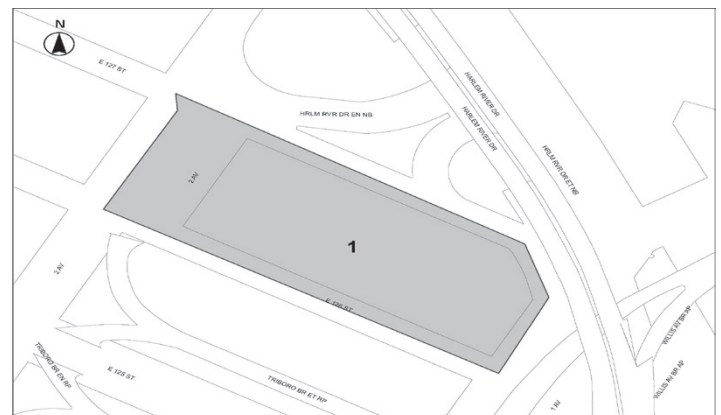 N
E 127 ST
HARLEM RIVER DR
HRLM RVR DR EN NB
HARLEM RIVER DR
HRLM RVR DR ET NB
2 AV
1
2 AV
E 126 ST
TRIBORO BR EN RP
E 125 ST
TRIBORO BR ET RP
1 AV
WILLIS AV BR AP
WILLIS AV BR AP